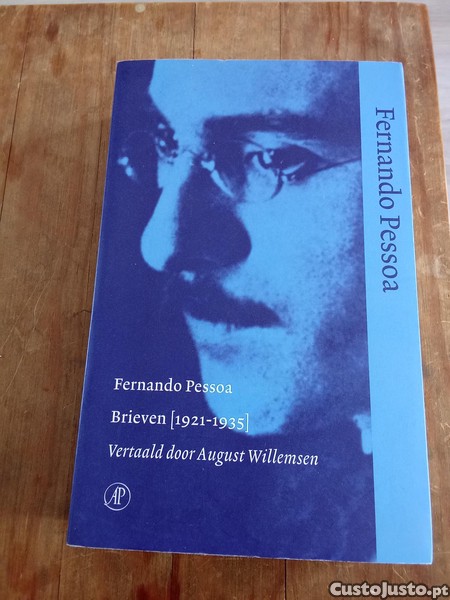 Fernando Pessoa
Fernando Pessoa
Brieven [1921-1935]
Vertaald door August Willemsen
AP
CustoJusto.pt